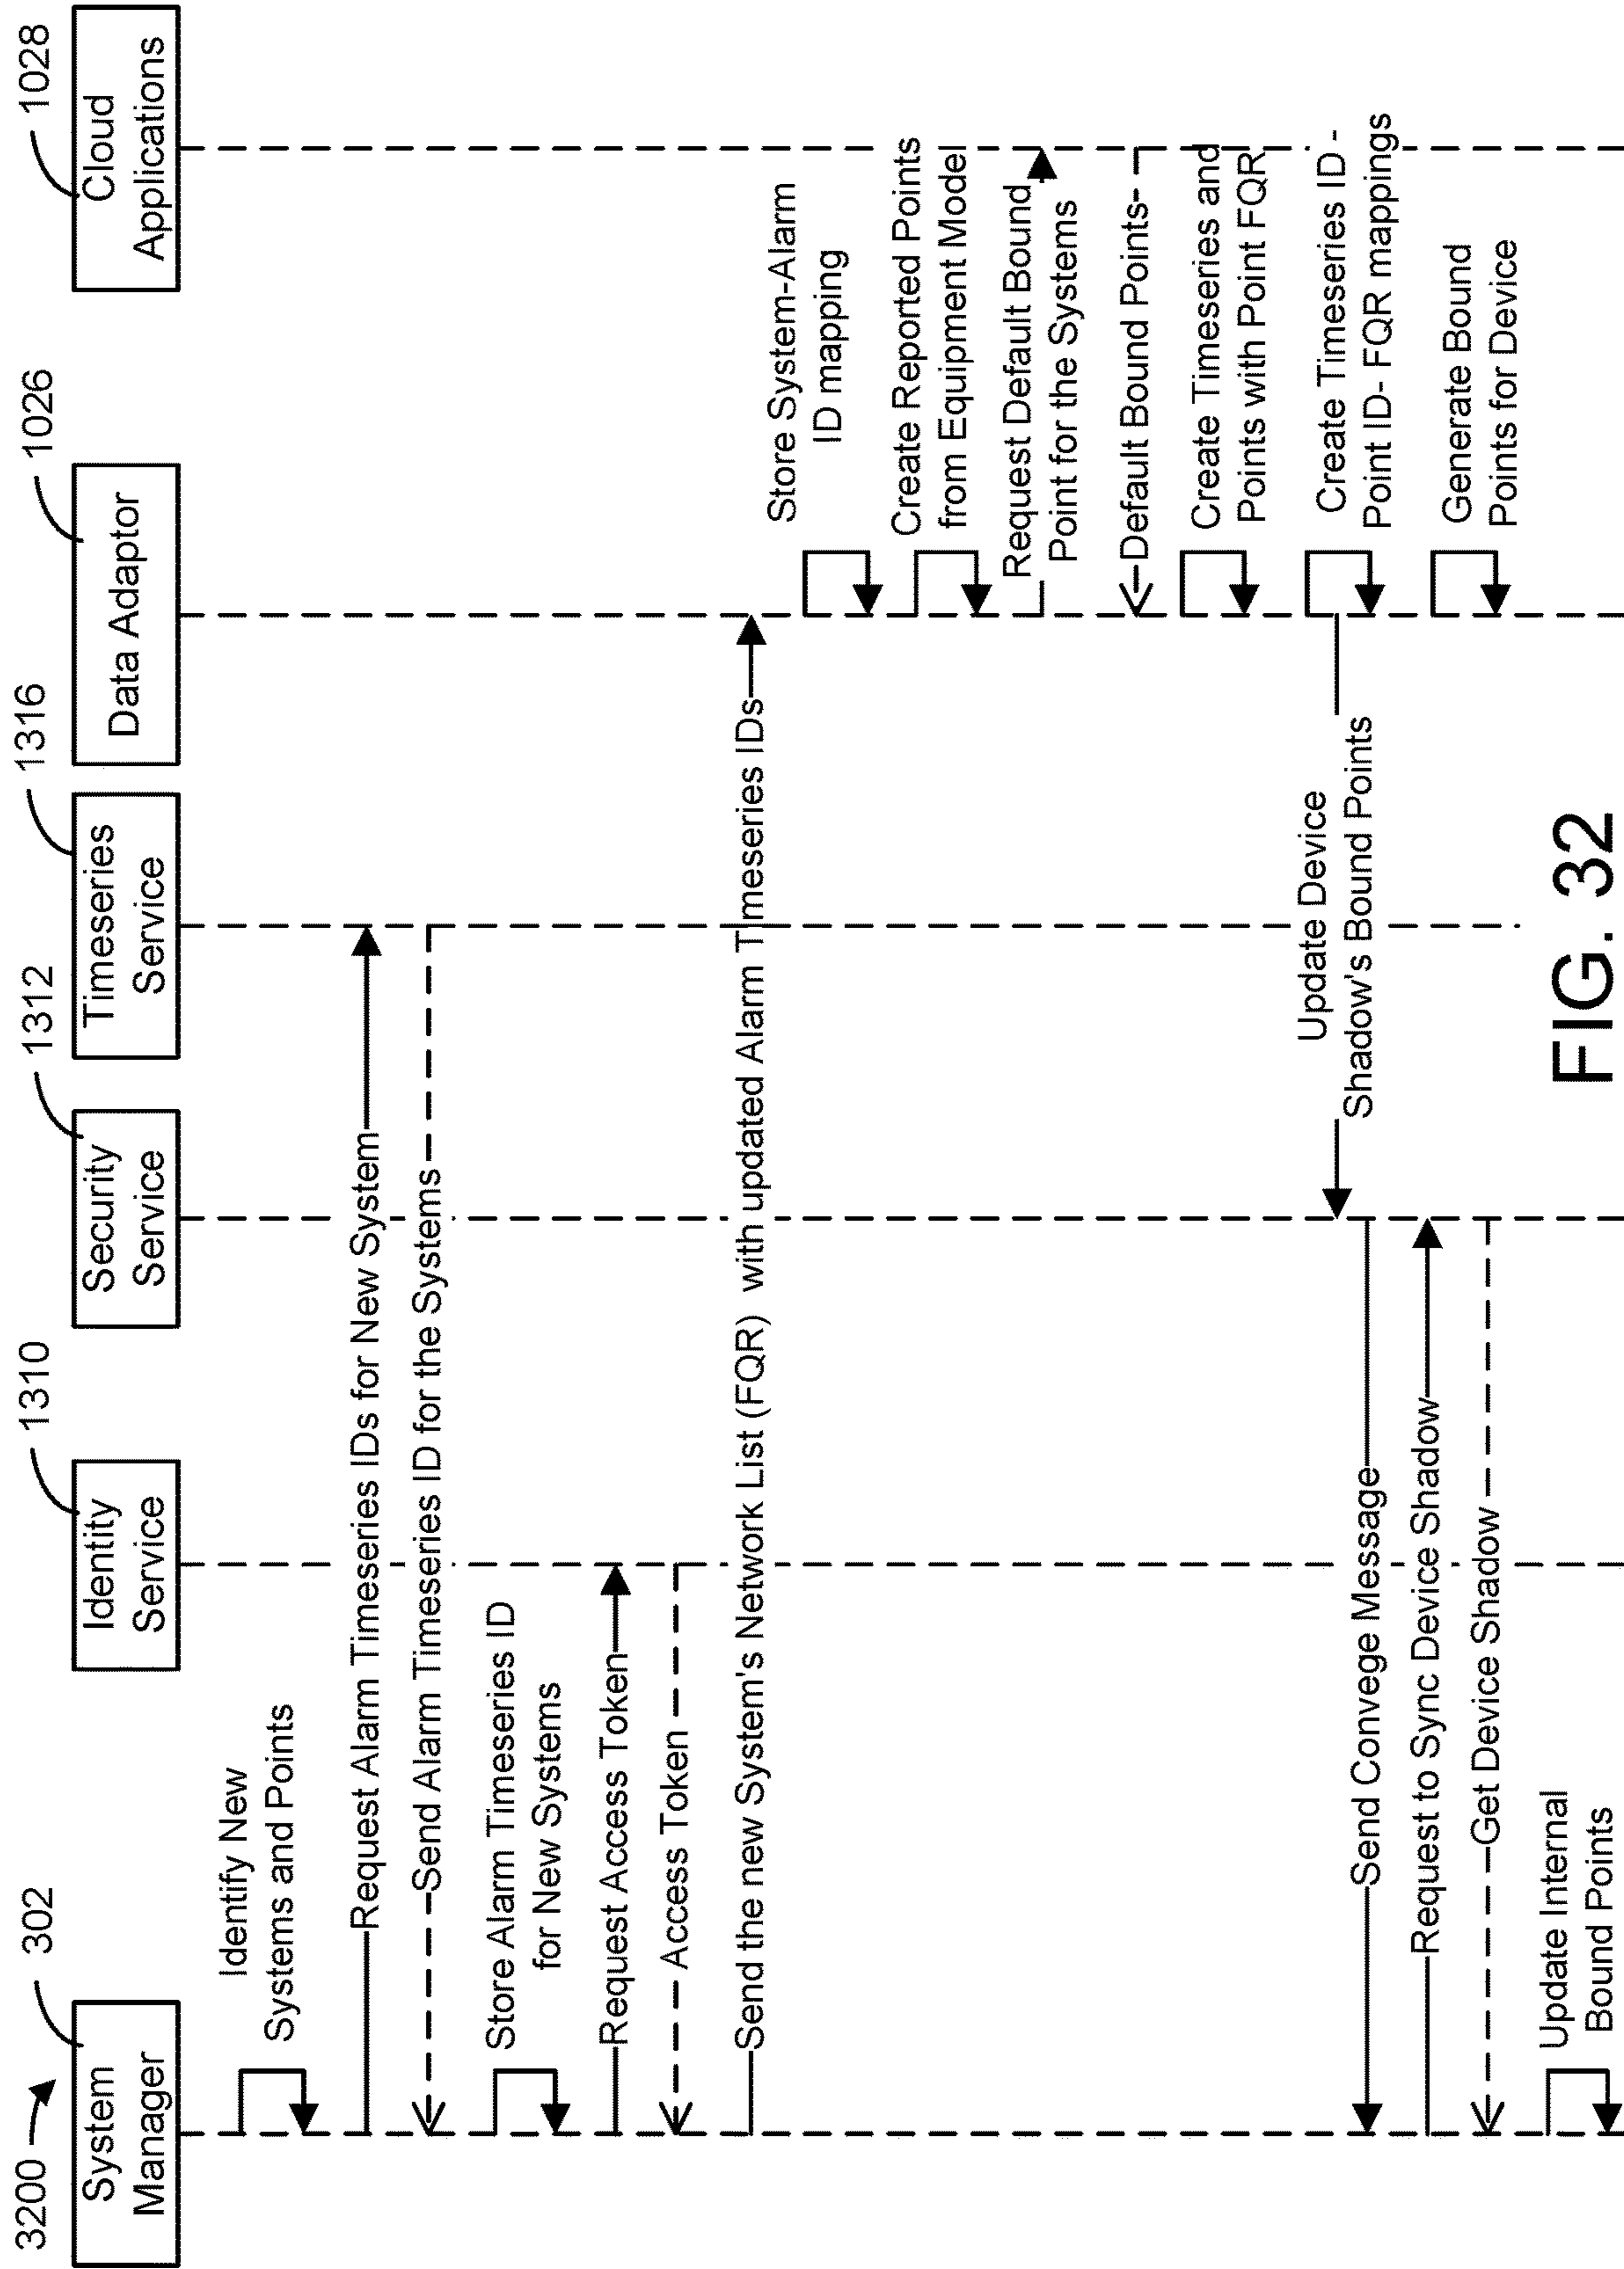 3200
302
System
Manager
1310
Identity
Service
1312
Security
Service
1316
Timeseries
Service
1026
Data Adaptor
1028
Cloud
Applications
Identify New
Systems and Points
Request Alarm Timeseries IDs for New System
Send Alarm Timeseries ID for the Systems
Store Alarm Timeseries ID
for New Systems
Request Access Token
Access Token
Send the new System's Network List (FQR) with updated Alarm Timeseries IDs
Store System-Alarm
ID mapping
Create Reported Points
from Equipment Model
Request Default Bound
Point for the Systems
Default Bound Points
Create Timeseries and
Points with Point FQR
Create Timeseries ID -
Point ID- FQR mappings
Generate Bound
Points for Device
Update Device
Shadow's Bound Points
Send Convege Message
Request to Sync Device Shadow
Get Device Shadow
Update Internal
Bound Points
FIG. 32